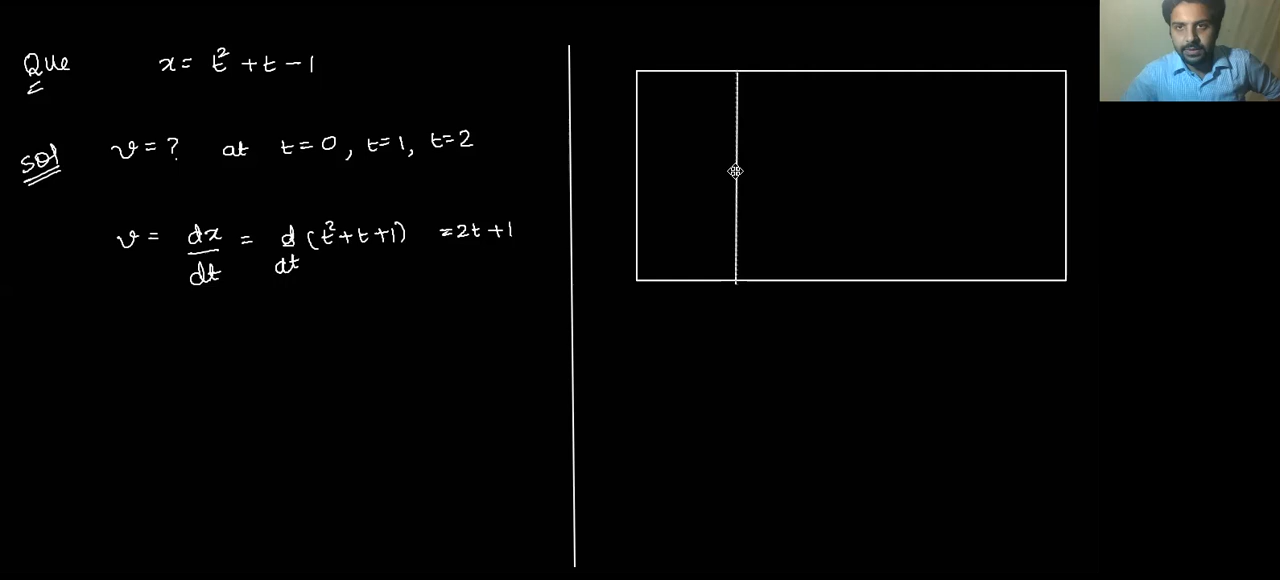 Que x = t² + t - 1
Sol v = ? at t = 0, t = 1, t = 2
v = dx/dt = d/dt (t² + t + 1) = 2t + 1